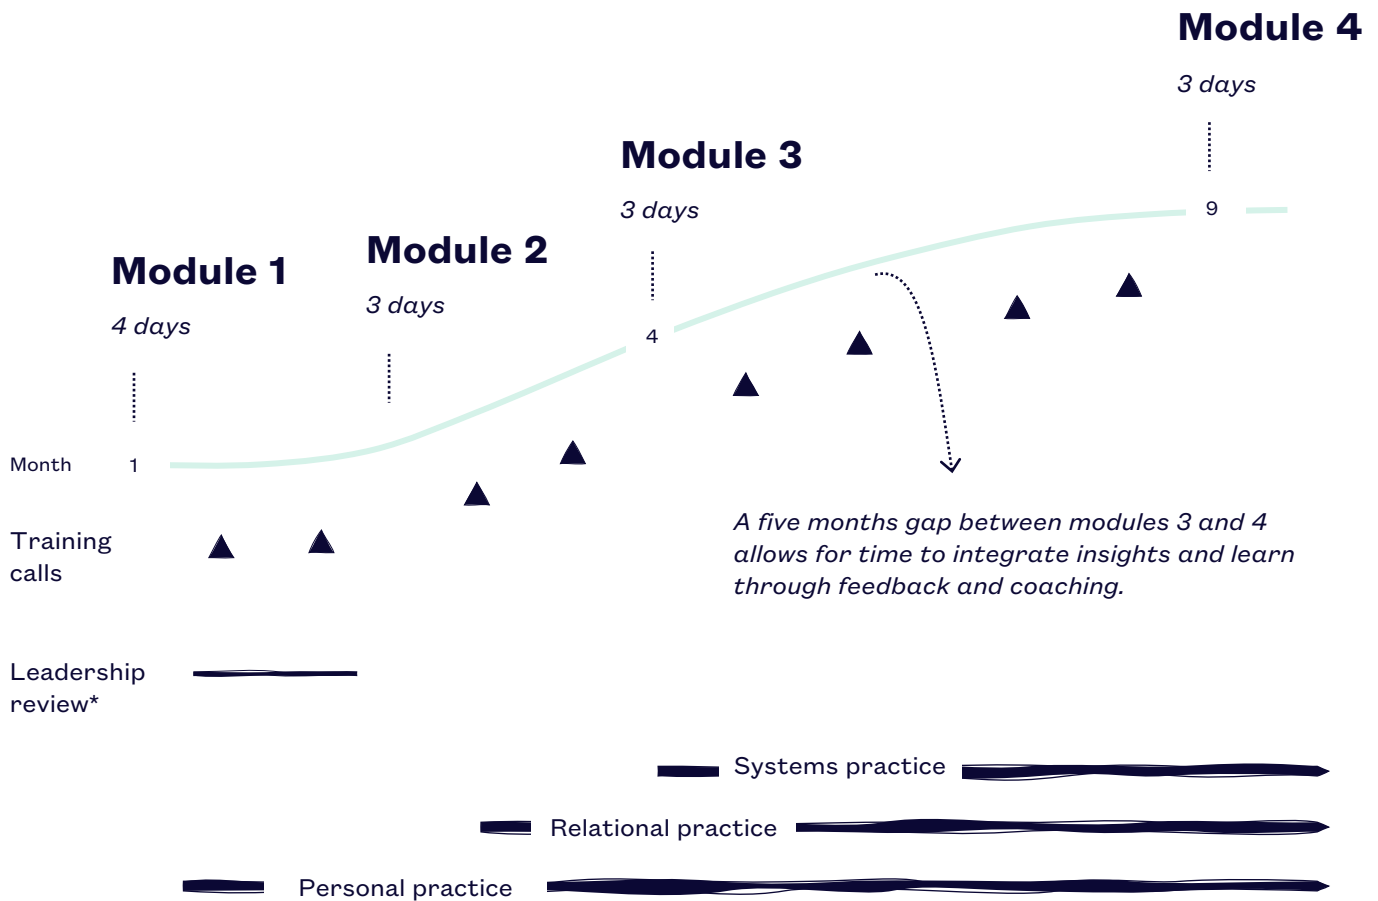 Module 4
3 days
Module 3
3 days
9
Module 2
3 days
Module 1
4 days
4
Month 1
Training
calls
A five months gap between modules 3 and 4
allows for time to integrate insights and learn
through feedback and coaching.
Leadership
review*
Systems practice
Relational practice
Personal practice